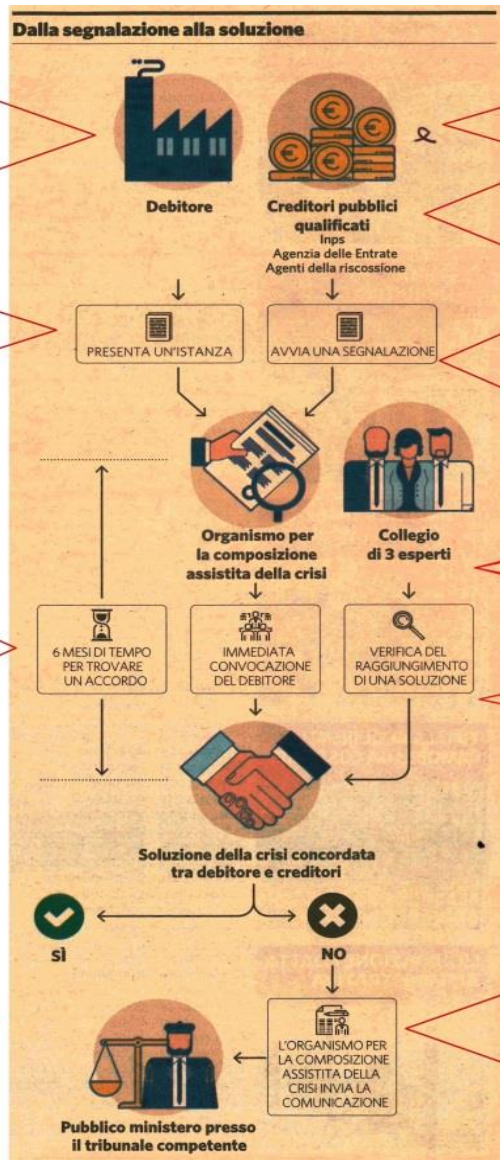 Dalla segnalazione alla soluzione
Debitore
Creditori pubblici
qualificati
Inps
Agenzia delle Entrate
Agenti della riscossione
PRESENTA UN'ISTANZA
AVVIA UNA SEGNALAZIONE
Organismo per
la composizione
assistita della crisi
Collegio
di 3 esperti
6 MESI DI TEMPO
PER TROVARE
UN ACCORDO
IMMEDIATA
CONVOCAZIONE
DEL DEBITORE
VERIFICA DEL
RAGGIUNGIMENTO
DI UNA SOLUZIONE
Soluzione della crisi concordata
tra debitore e creditori
SÌ
NO
L'ORGANISMO PER
LA COMPOSIZIONE
ASSISTITA DELLA
CRISI INVIA LA
COMUNICAZIONE
Pubblico ministero presso
il tribunale competente